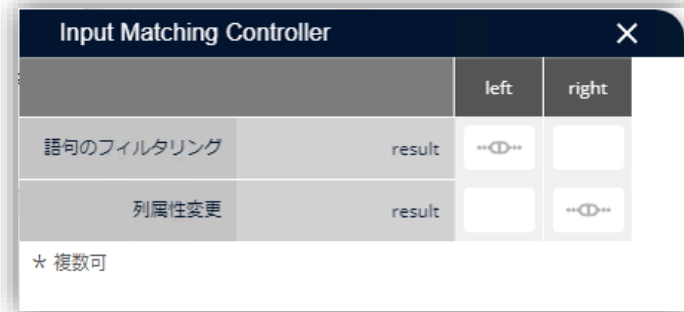 Input Matching Controller
left right
語句のフィルタリング result
列属性変更 result
* 複数可